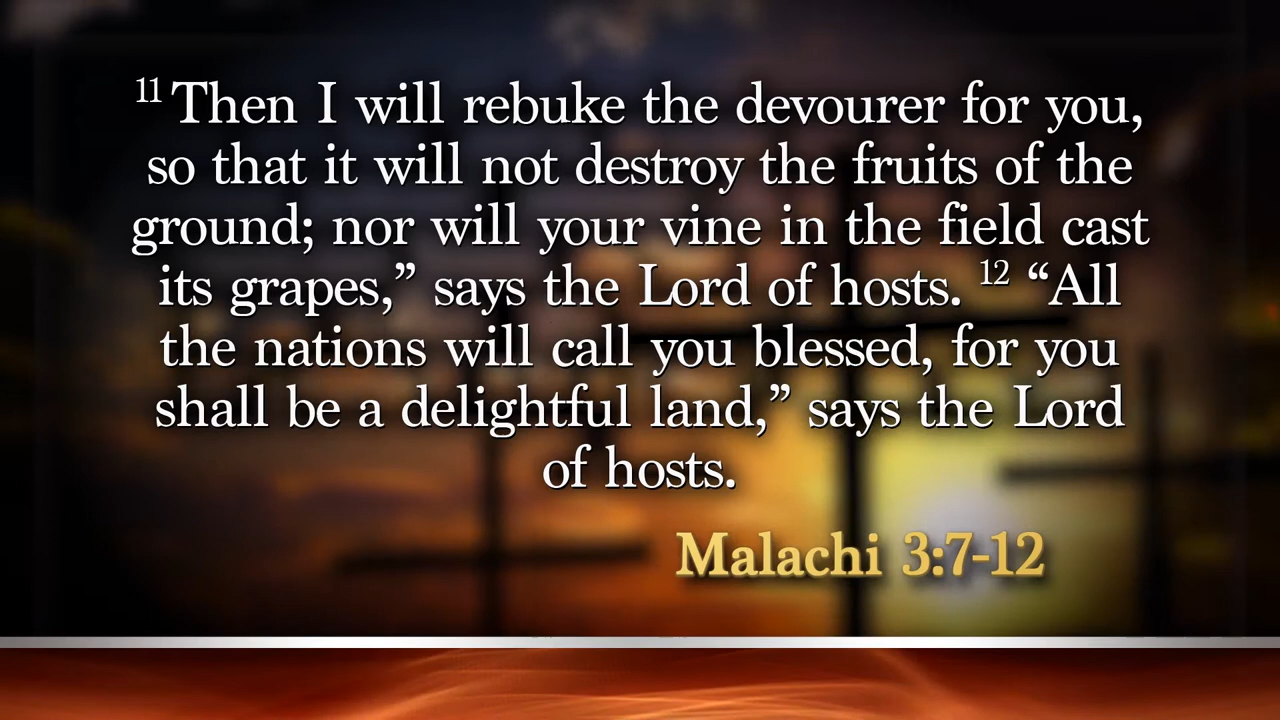 11 Then I will rebuke the devourer for you,
so that it will not destroy the fruits of the
ground; nor will your vine in the field cast
its grapes,” says the Lord of hosts. 12 “All
the nations will call you blessed, for you
shall be a delightful land,” says the Lord
of hosts.
Malachi 3:7-12